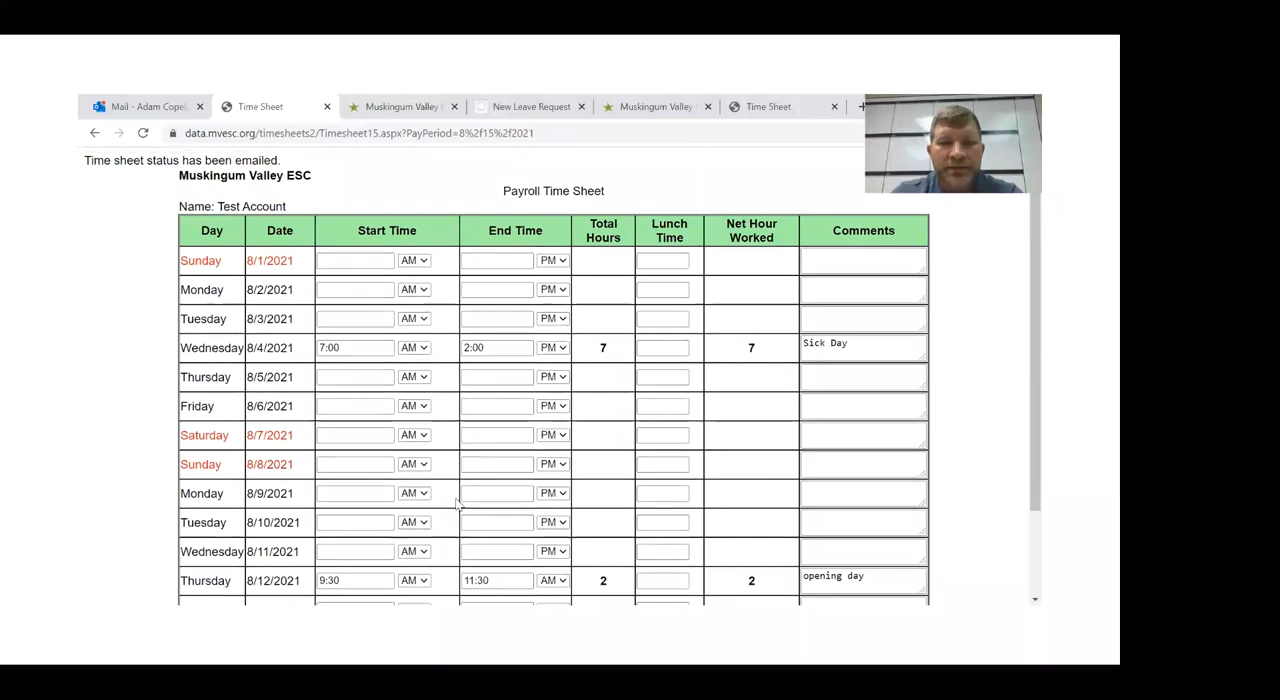 Mail - Adam Copel
Time Sheet
Muskingum Valley
New Leave Request
Muskingum Valley
Time Sheet
data.mvesc.org/timesheets2/Timesheet15.aspx?PayPeriod=8%2f15%2f2021
Time sheet status has been emailed.
Muskingum Valley ESC
Payroll Time Sheet
Name: Test Account
Day Date Start Time End Time Total Hours Lunch Time Net Hour Worked Comments
Sunday 8/1/2021 AM PM
Monday 8/2/2021 AM PM
Tuesday 8/3/2021 AM PM
Wednesday 8/4/2021 7:00 AM 2:00 PM 7 7 Sick Day
Thursday 8/5/2021 AM PM
Friday 8/6/2021 AM PM
Saturday 8/7/2021 AM PM
Sunday 8/8/2021 AM PM
Monday 8/9/2021 AM PM
Tuesday 8/10/2021 AM PM
Wednesday 8/11/2021 AM PM
Thursday 8/12/2021 9:30 AM 11:30 AM 2 2 opening day